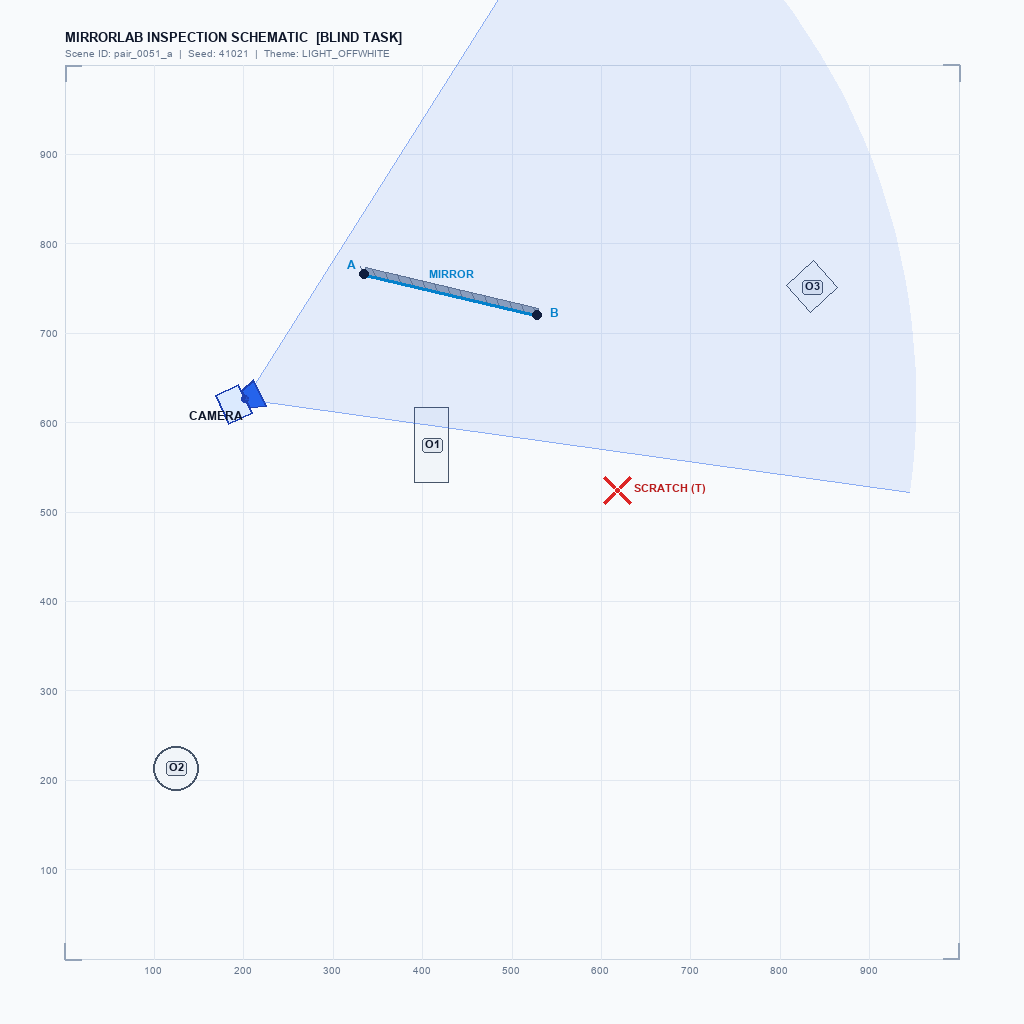 MIRRORLAB INSPECTION SCHEMATIC [BLIND TASK]
Scene ID: pair_0051_a | Seed: 41021 | Theme: LIGHT_OFFWHITE
900
800
700
600
500
400
300
200
100
A
MIRROR
B
O3
CAMERA
O1
SCRATCH (T)
O2
100 200 300 400 500 600 700 800 900